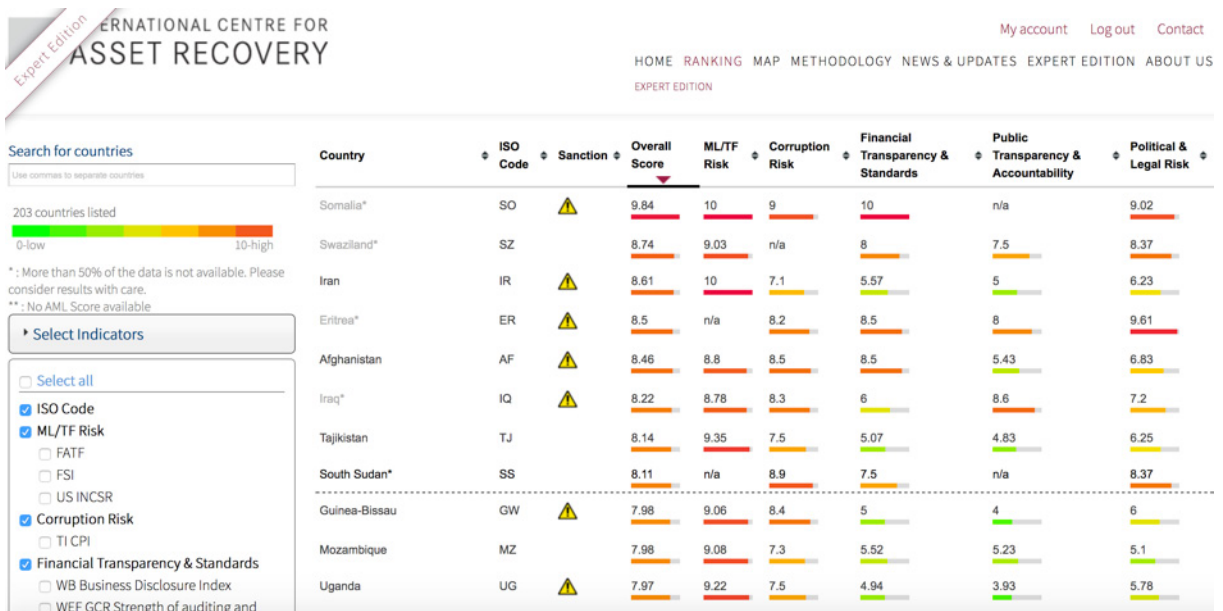 Expert Edition
ERNATIONAL CENTRE FOR
ASSET RECOVERY
My account Log out Contact
HOME RANKING MAP METHODOLOGY NEWS & UPDATES EXPERT EDITION ABOUT US
EXPERT EDITION
Search for countries
Use commas to separate countries
203 countries listed
0-low 10-high
* : More than 50% of the data is not available. Please
consider results with care.
** : No AML Score available
Select Indicators
Select all
ISO Code
ML/TF Risk
FATF
FSI
US INCSR
Corruption Risk
TI CPI
Financial Transparency & Standards
WB Business Disclosure Index
WEF GCR Strength of auditing and
Country ISO Code Sanction Overall Score ML/TF Risk Corruption Risk Financial Transparency & Standards Public Transparency & Accountability Political & Legal Risk
Somalia* SO 9.84 10 9 10 n/a 9.02
Swaziland* SZ 8.74 9.03 n/a 8 7.5 8.37
Iran IR 8.61 10 7.1 5.57 5 6.23
Eritrea* ER 8.5 n/a 8.2 8.5 8 9.61
Afghanistan AF 8.46 8.8 8.5 8.5 5.43 6.83
Iraq* IQ 8.22 8.78 8.3 6 8.6 7.2
Tajikistan TJ 8.14 9.35 7.5 5.07 4.83 6.25
South Sudan* SS 8.11 n/a 8.9 7.5 n/a 8.37
Guinea-Bissau GW 7.98 9.06 8.4 5 4 6
Mozambique MZ 7.98 9.08 7.3 5.52 5.23 5.1
Uganda UG 7.97 9.22 7.5 4.94 3.93 5.78